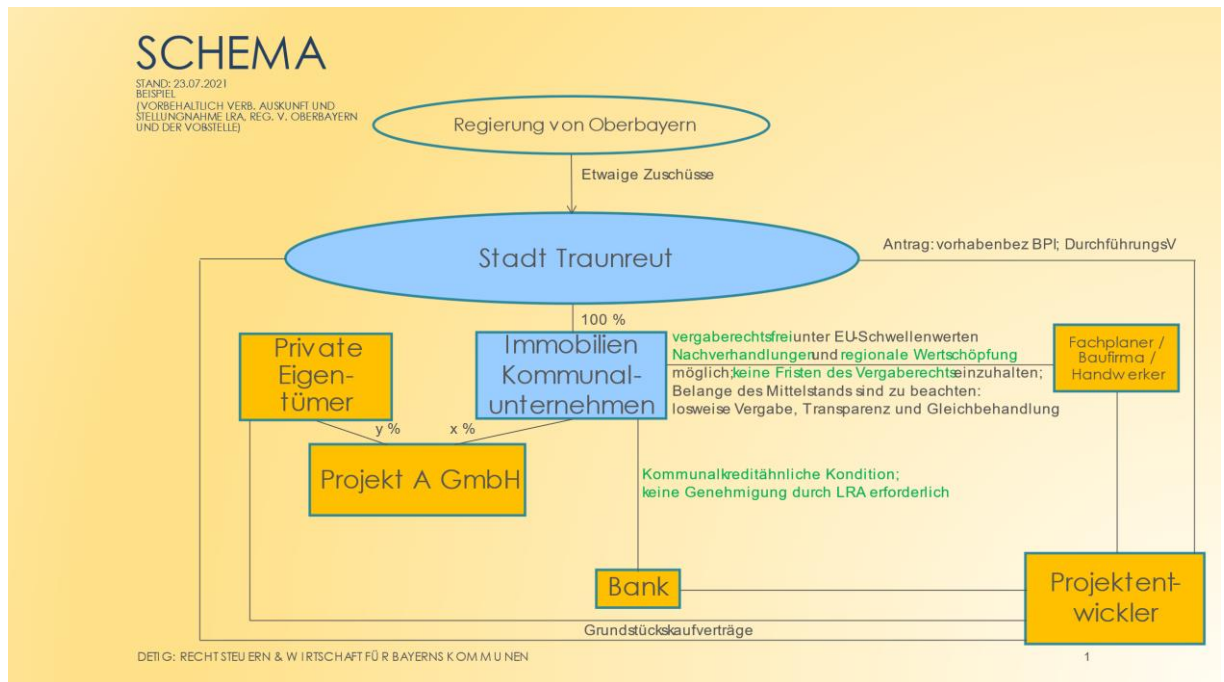 SCHEMA
STAND: 23.07.2021
BEISPIEL
(VORBEHALTLICH VERB. AUSKUNFT UND
STELLUNGNAHME LRA, REG. V. OBERBAYERN
UND DER VOBSTELLE)
Regierung von Oberbayern
Etwaige Zuschüsse
Stadt Traunreut
Antrag: vorhabenbez BPl; DurchführungsV
100 %
Private
Eigen-
tümer
Immobilien
Kommunal-
unternehmen
vergaberechtsfrei unter EU-Schwellenwerten
Nachverhandlungen und regionale Wertschöpfung
möglich; keine Fristen des Vergaberechts einzuhalten;
Belange des Mittelstands sind zu beachten:
losweise Vergabe, Transparenz und Gleichbehandlung
Fachplaner /
Baufirma /
Handwerker
y %
x %
Projekt A GmbH
Kommunalkreditähnliche Kondition;
keine Genehmigung durch LRA erforderlich
Bank
Projektent-
wickler
Grundstückskaufverträge
DETIG: RECHT STEUERN & WIRTSCHAFT FÜR BAYERNS KOMMUNEN
1